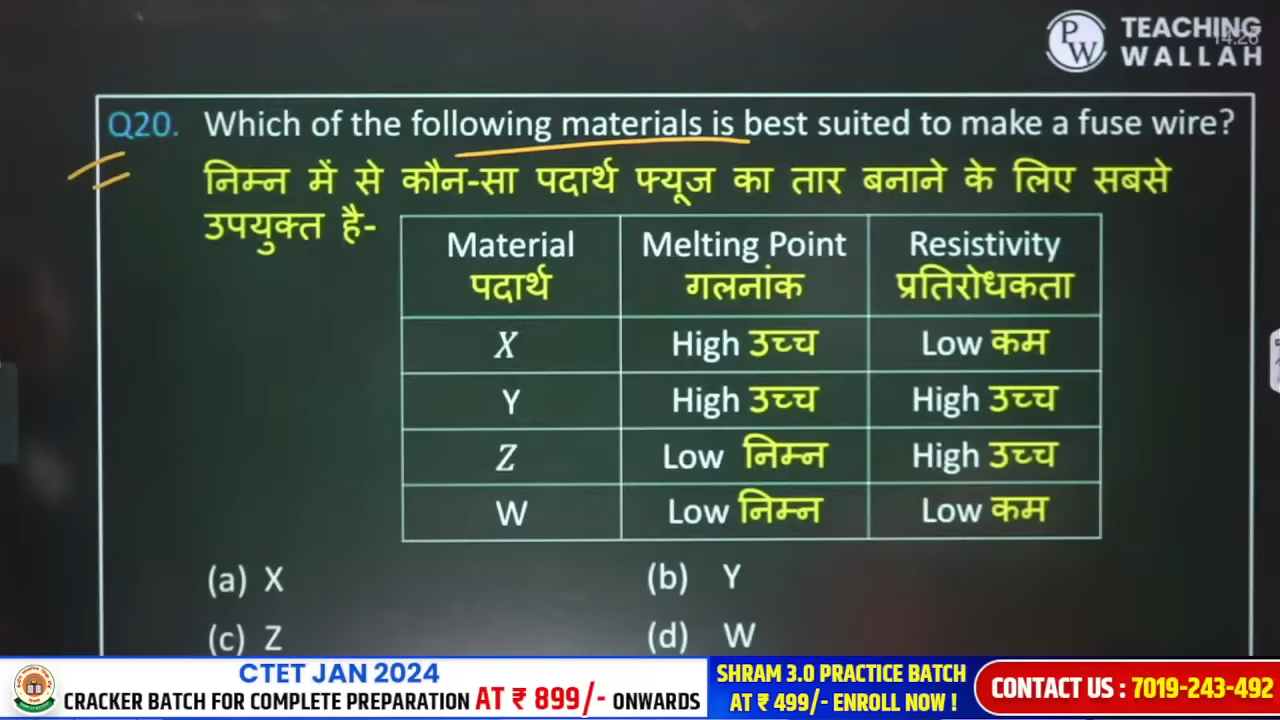 TEACHING
WALLAH
PW
14:26
Q20. Which of the following materials is best suited to make a fuse wire?
निम्न में से कौन-सा पदार्थ फ्यूज का तार बनाने के लिए सबसे
उपयुक्त है-
Material Melting Point Resistivity
पदार्थ गलनांक प्रतिरोधकता
X High उच्च Low कम
Y High उच्च High उच्च
Z Low निम्न High उच्च
W Low निम्न Low कम
(a) X (b) Y
(c) Z (d) W
CTET JAN 2024
CRACKER BATCH FOR COMPLETE PREPARATION AT ₹ 899/- ONWARDS
SHRAM 3.0 PRACTICE BATCH
AT ₹ 499/- ENROLL NOW !
CONTACT US : 7019-243-492